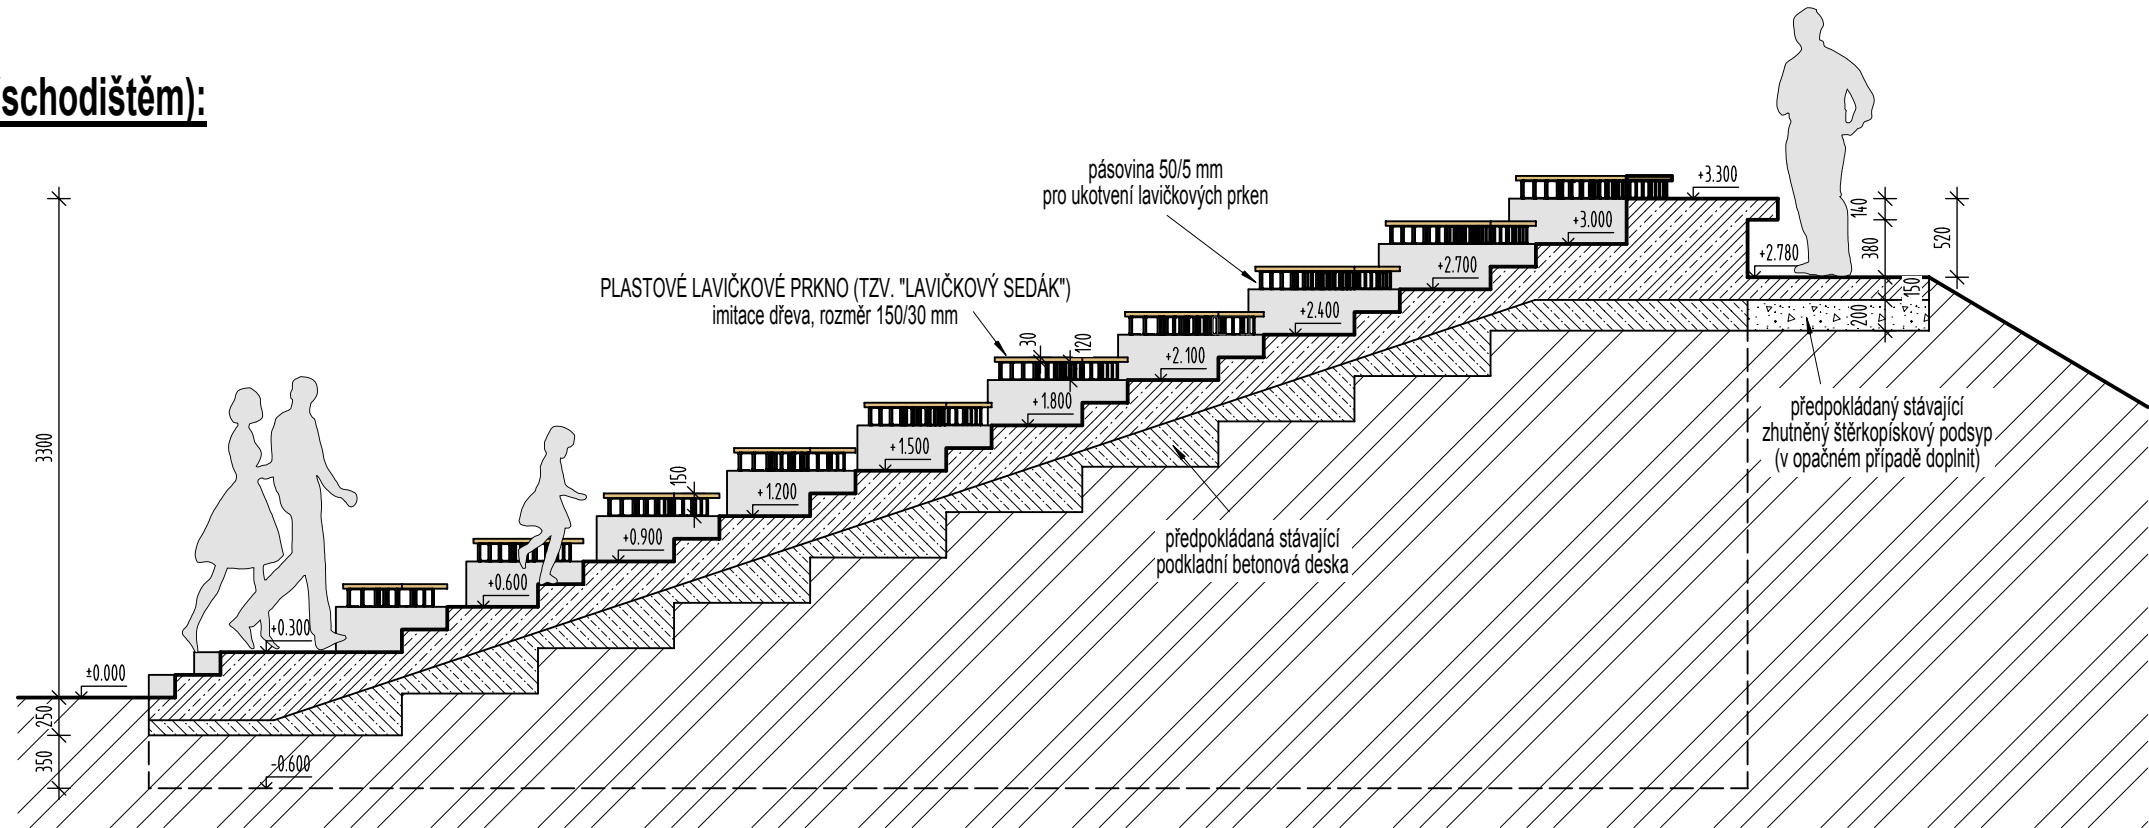 schodištěm):
pásovina 50/5 mm
pro ukotvení lavičkových prken
PLASTOVÉ LAVIČKOVÉ PRKNO (TZV. "LAVIČKOVÝ SEDÁK")
imitace dřeva, rozměr 150/30 mm
+3.300
+3.000
+2.780
+2.700
+2.400
+2.100
+1.800
+1.500
+1.200
+0.900
+0.600
+0.300
±0.000
-0.600
3300
250
350
150
30
120
140
380
520
150
200
předpokládaný stávající
zhutněný štěrkopískový podsyp
(v opačném případě doplnit)
předpokládaná stávající
podkladní betonová deska